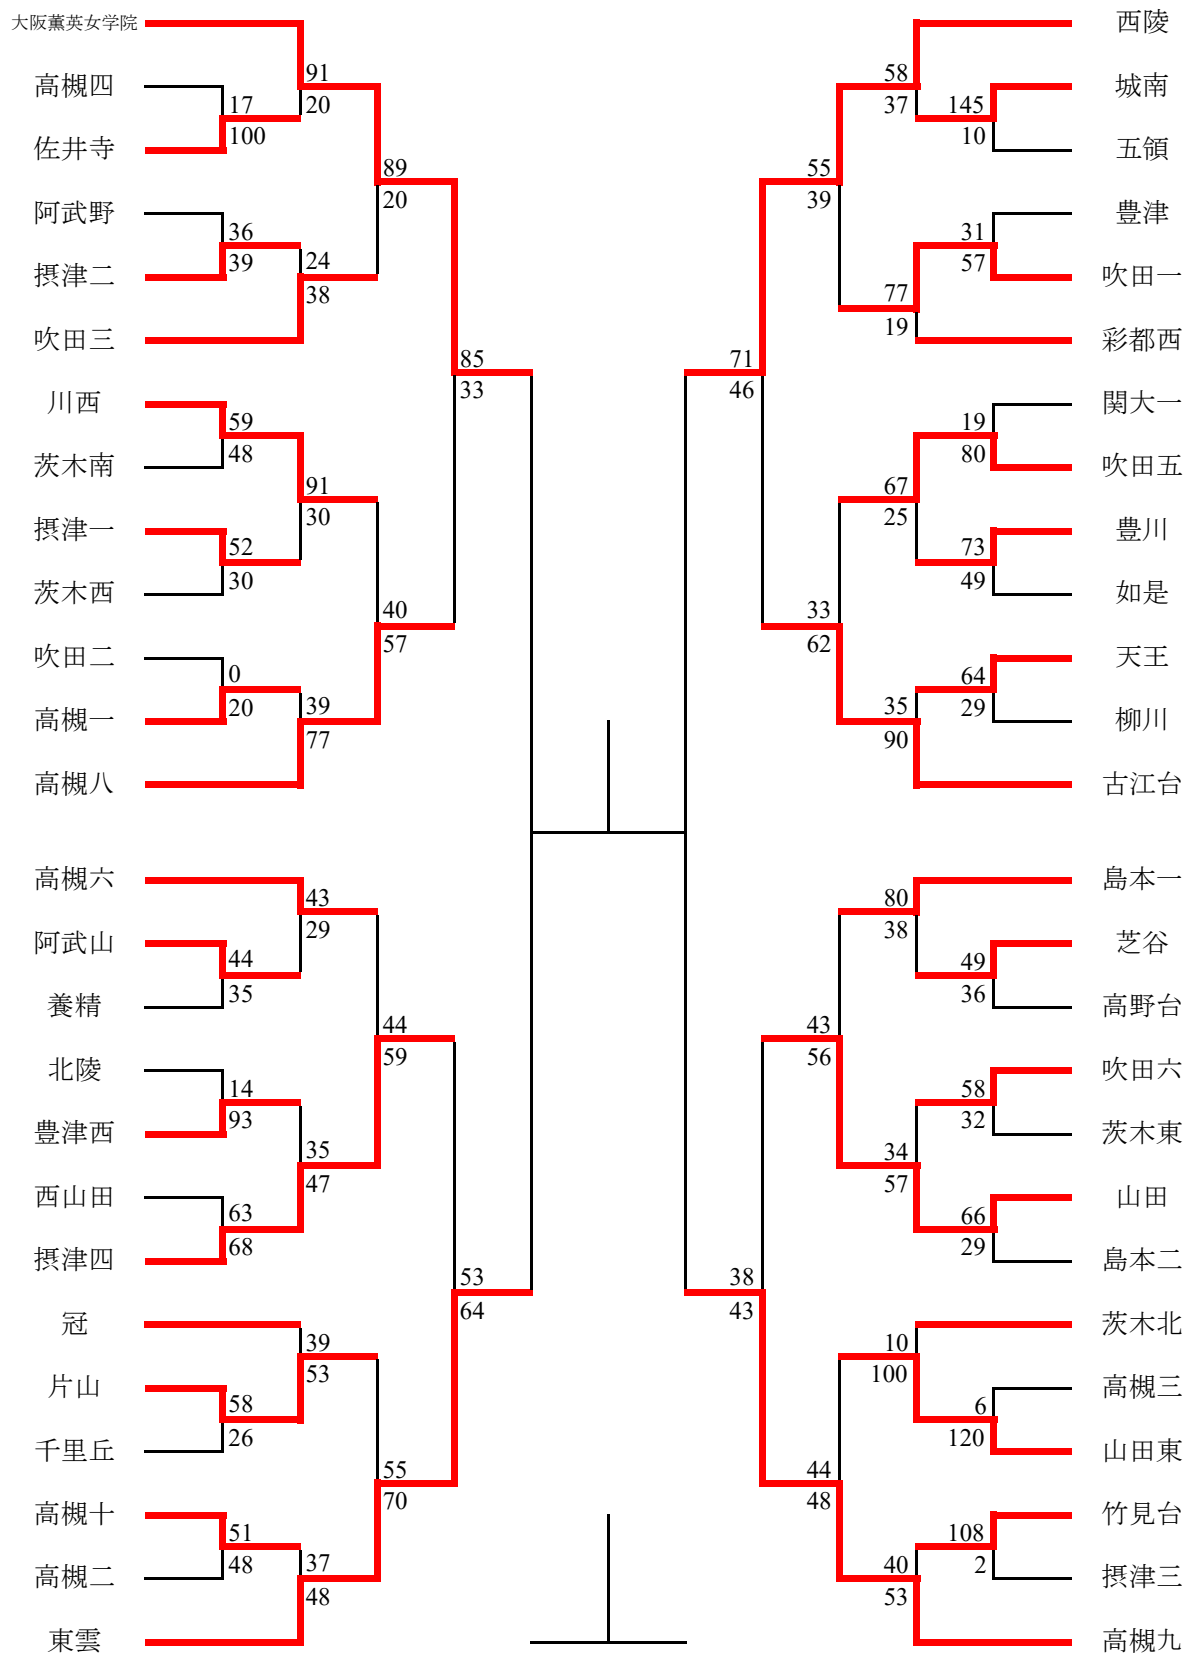 大阪薫英女学院
高槻四
佐井寺
阿武野
摂津二
吹田三
川西
茨木南
摂津一
茨木西
吹田二
高槻一
高槻八
高槻六
阿武山
養精
北陵
豊津西
西山田
摂津四
冠
片山
千里丘
高槻十
高槻二
東雲
17
100
36
39
59
48
52
30
0
20
44
35
14
93
63
68
58
26
51
48
91
20
24
38
91
30
39
77
43
29
35
47
39
53
37
48
89
20
40
57
44
59
55
70
85
33
53
64
71
46
38
43
55
39
33
62
43
56
44
48
58
37
77
19
67
25
35
90
80
38
34
57
10
100
40
53
145
10
31
57
19
80
73
49
64
29
49
36
58
32
66
29
6
120
108
2
西陵
城南
五領
豊津
吹田一
彩都西
関大一
吹田五
豊川
如是
天王
柳川
古江台
島本一
芝谷
高野台
吹田六
茨木東
山田
島本二
茨木北
高槻三
山田東
竹見台
摂津三
高槻九